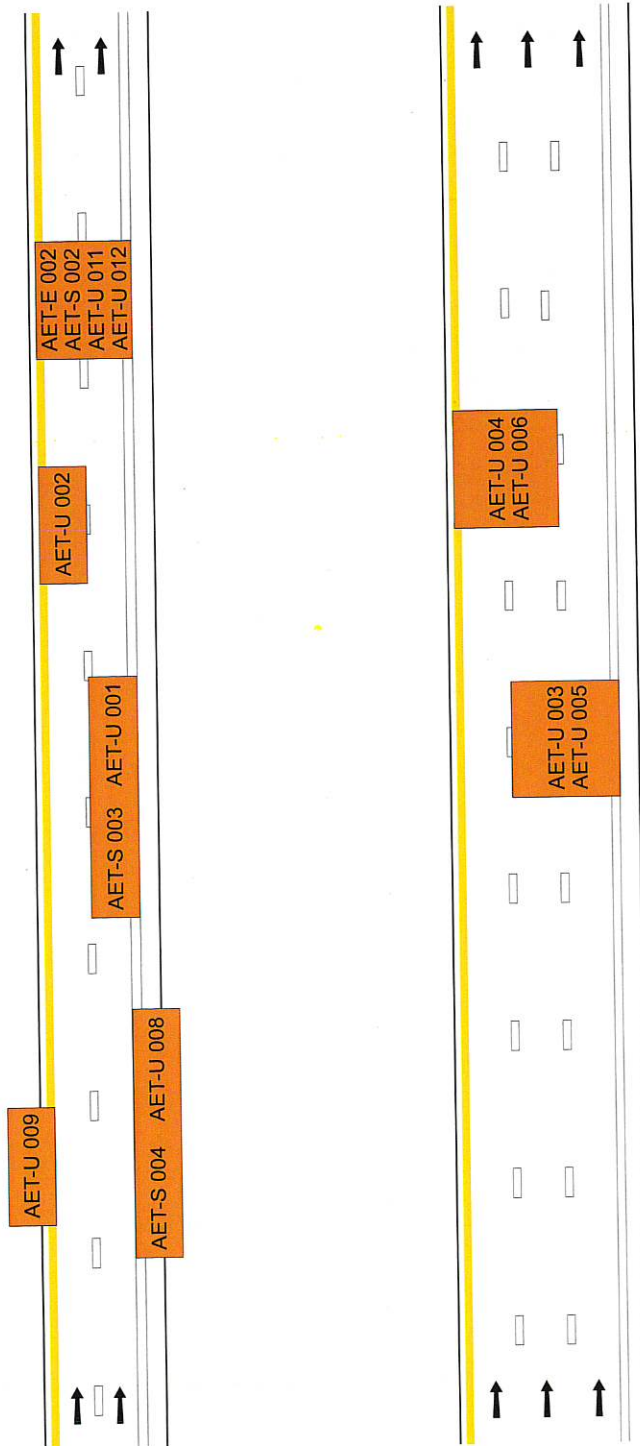 AET-E 002
AET-S 002
AET-U 011
AET-U 012
AET-U 002
AET-S 003 AET-U 001
AET-S 004 AET-U 008
AET-U 009
AET-U 004
AET-U 006
AET-U 003
AET-U 005